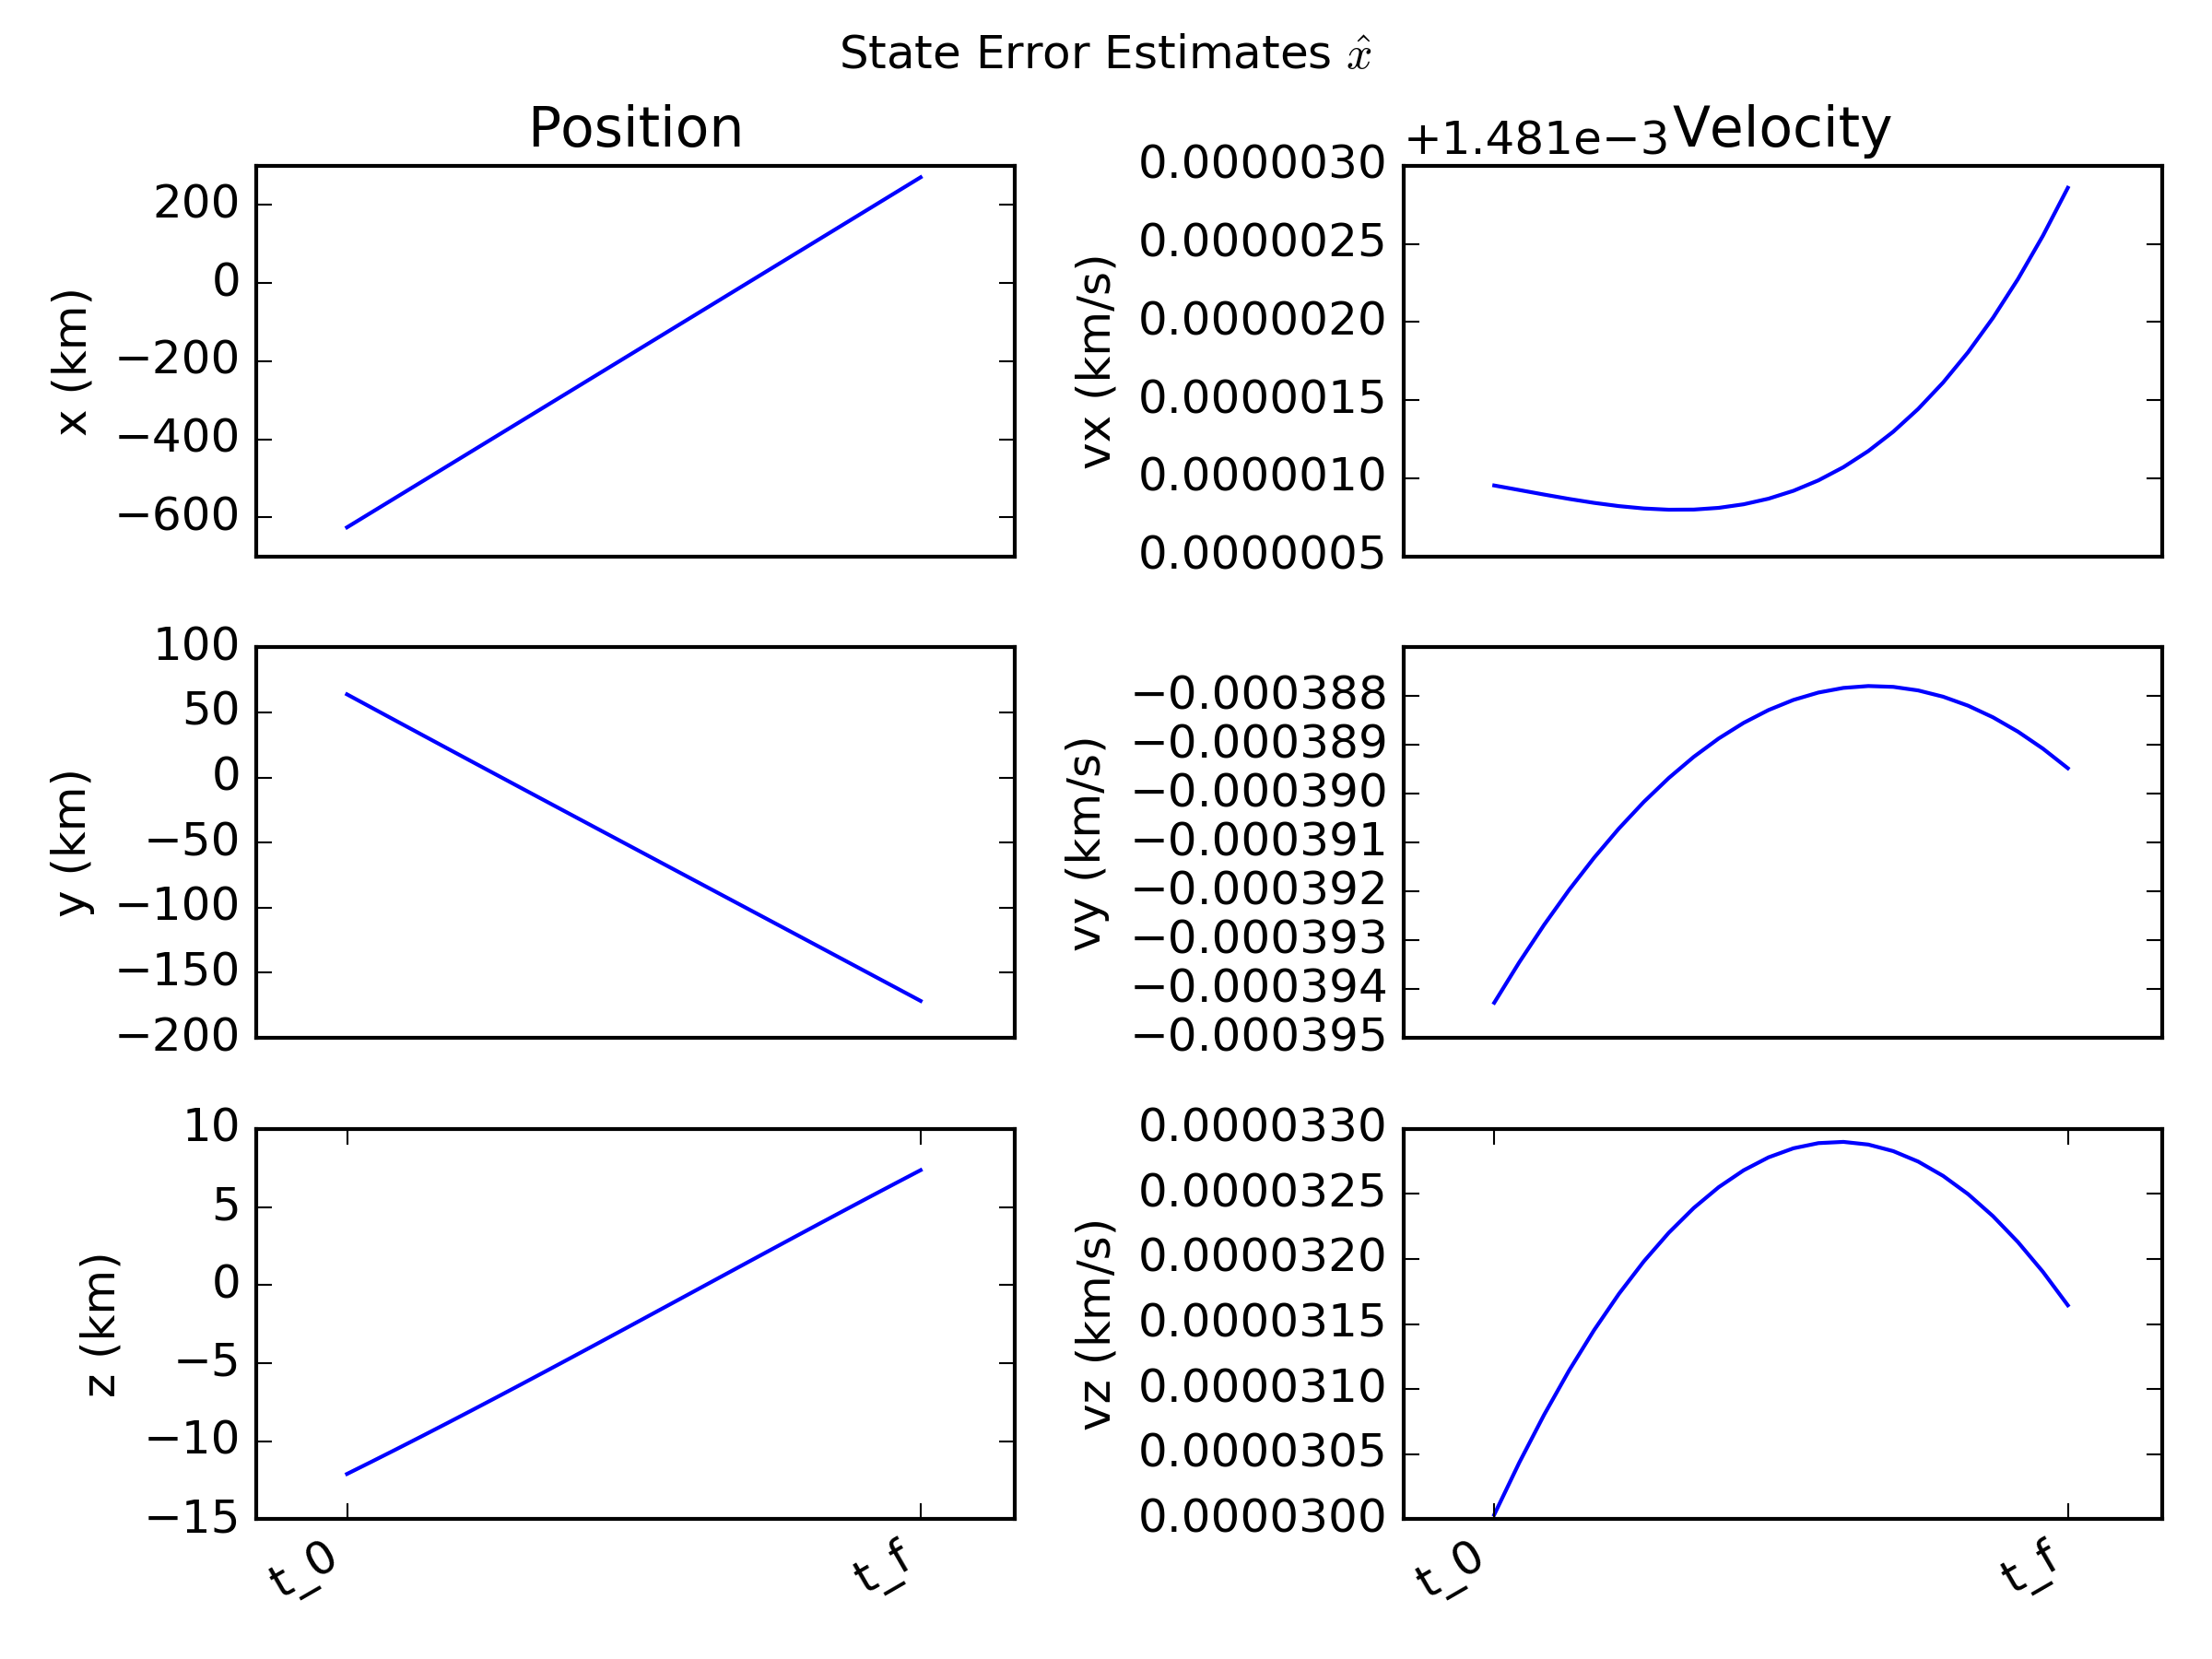 State Error Estimates x̂
Position
200
0
−200
−400
−600
x (km)
+1.481e−3
Velocity
0.0000030
0.0000025
0.0000020
0.0000015
0.0000010
0.0000005
vx (km/s)
100
50
0
−50
−100
−150
−200
y (km)
−0.000388
−0.000389
−0.000390
−0.000391
−0.000392
−0.000393
−0.000394
−0.000395
vy (km/s)
10
5
0
−5
−10
−15
z (km)
t_0
t_f
0.0000330
0.0000325
0.0000320
0.0000315
0.0000310
0.0000305
0.0000300
vz (km/s)
t_0
t_f